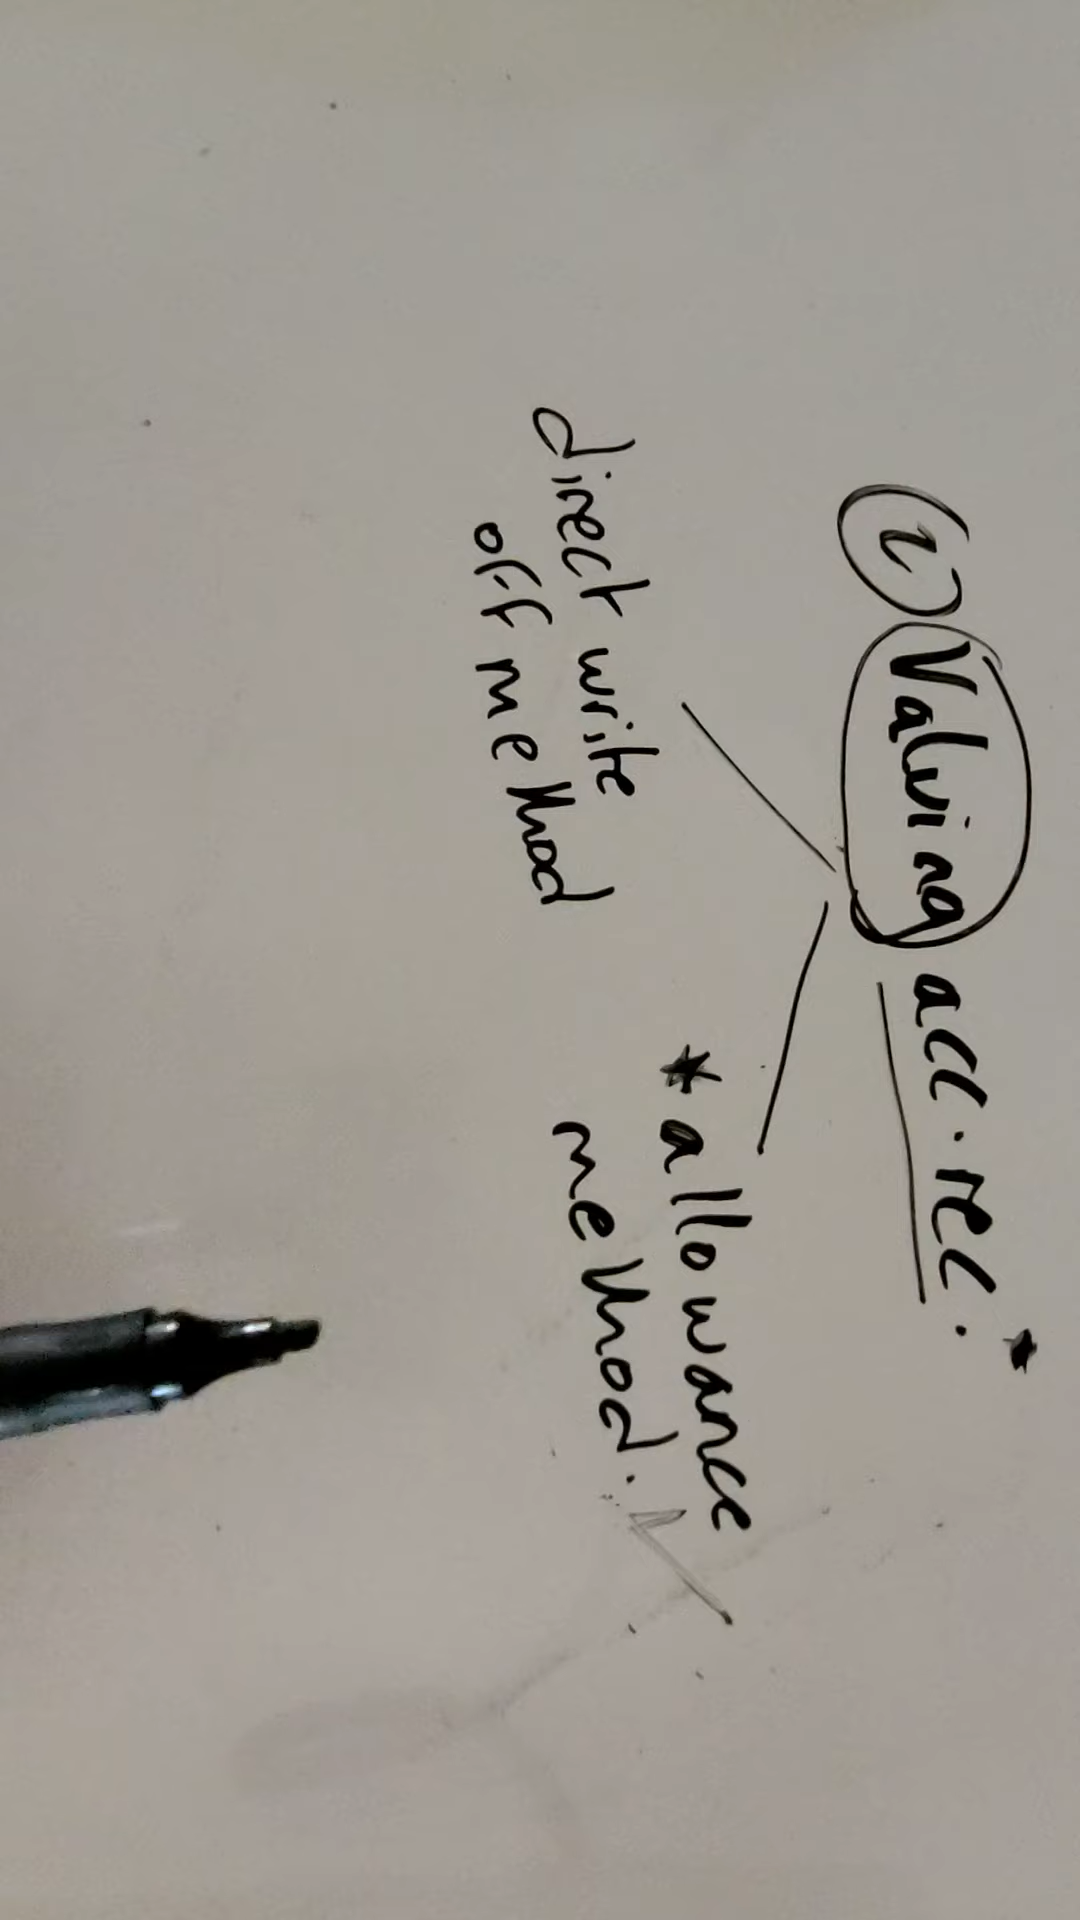 (2) Valuing acc. rec. *
direct write
off method
* allowance
method.